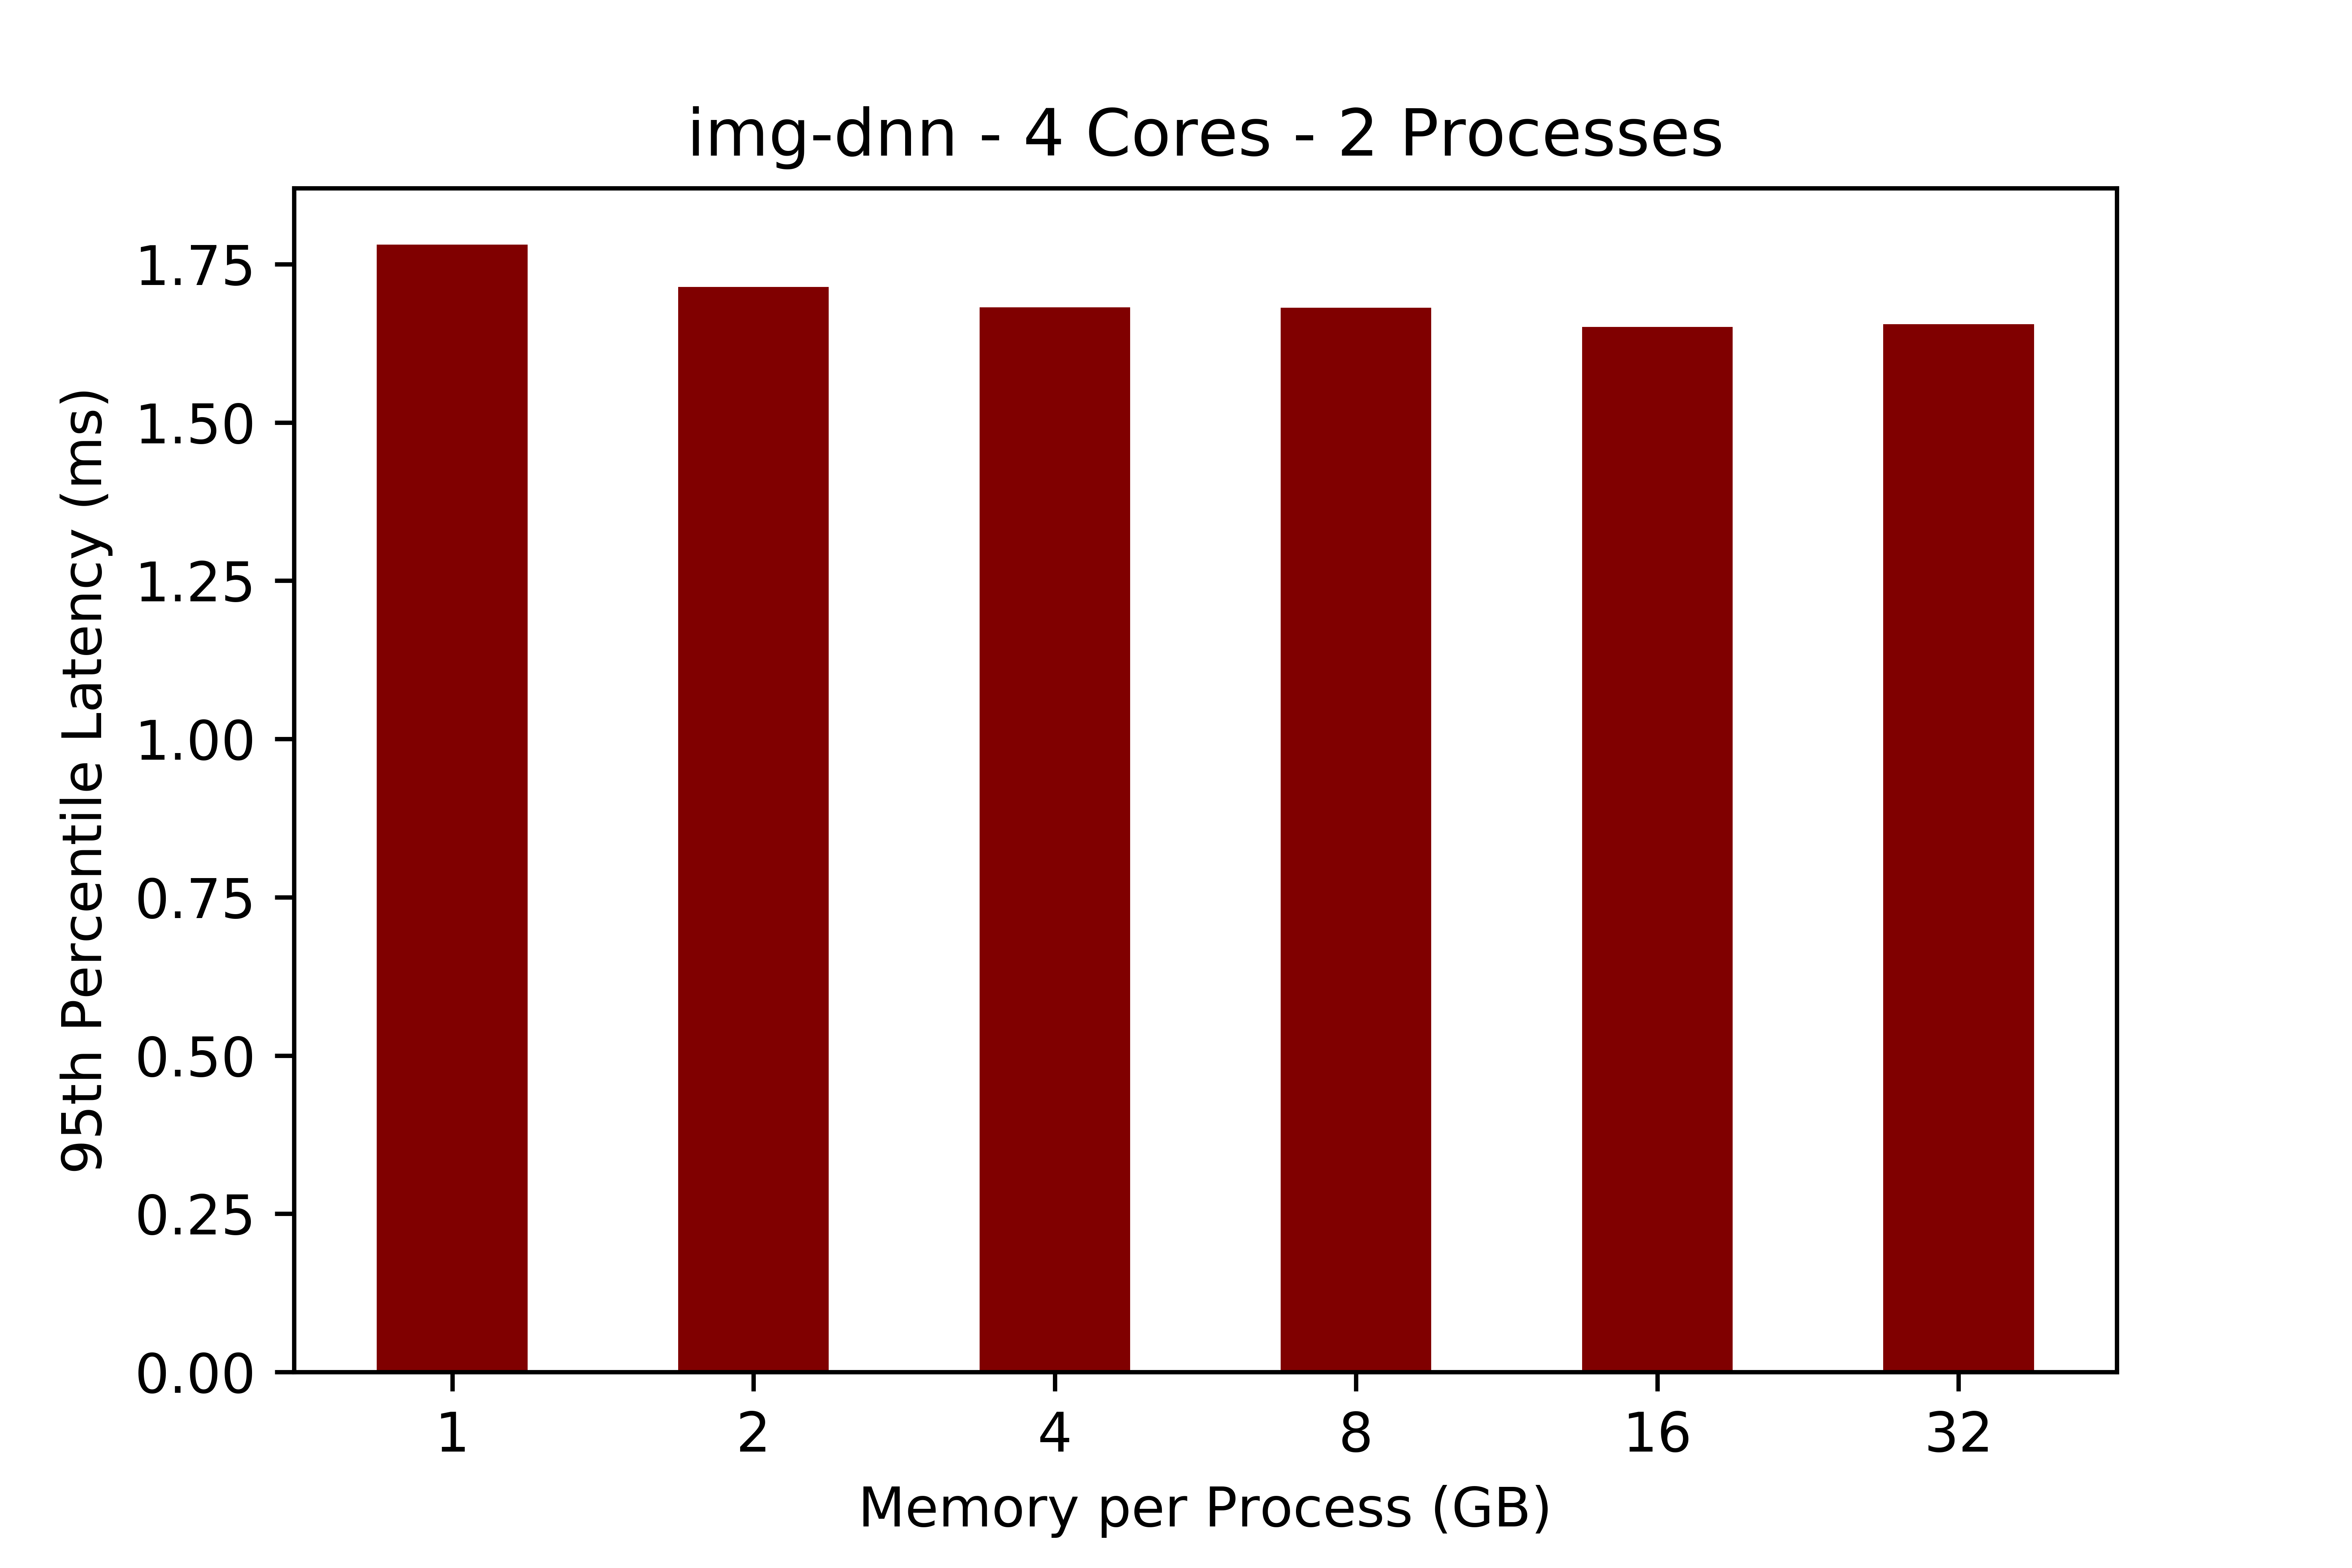 img-dnn - 4 Cores - 2 Processes
95th Percentile Latency (ms)
1.75
1.50
1.25
1.00
0.75
0.50
0.25
0.00
1 2 4 8 16 32
Memory per Process (GB)